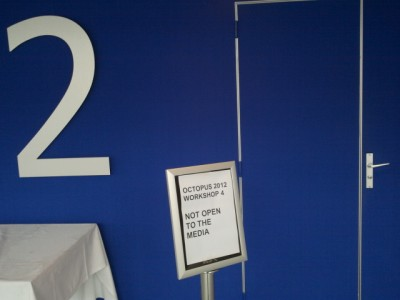 2
OCTOPUS 2012
WORKSHOP 4
NOT OPEN
TO THE
MEDIA